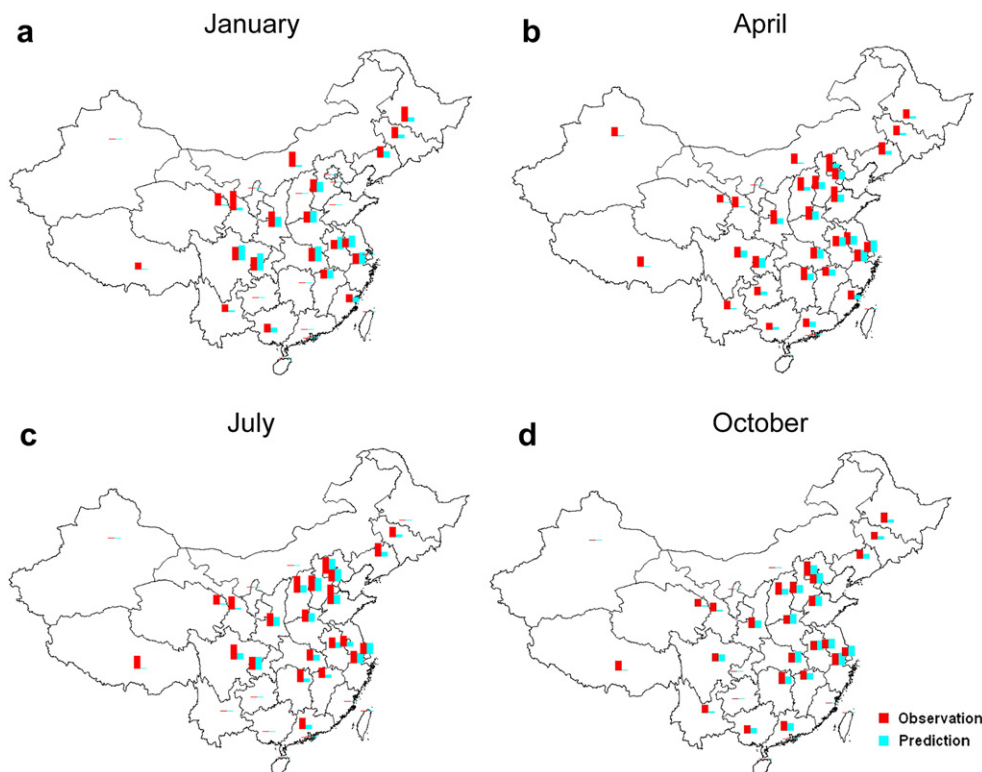 a January
b April
c July
d October
Observation
Prediction